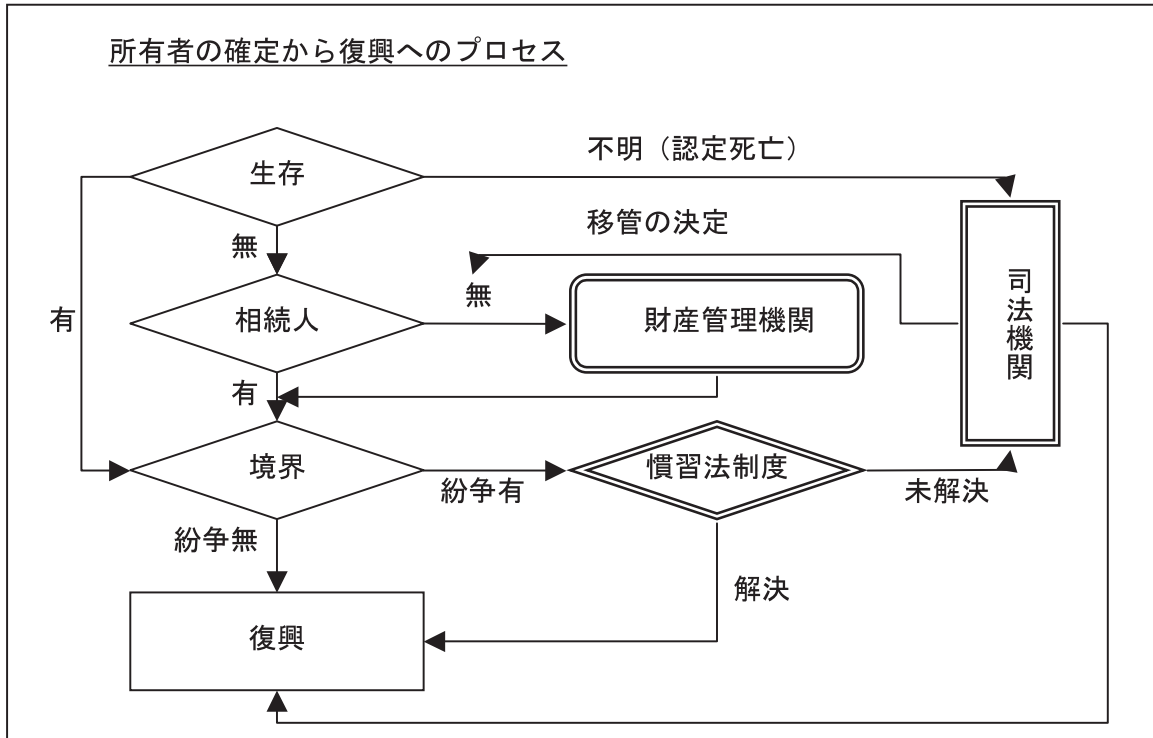 所有者の確定から復興へのプロセス
生存
不明（認定死亡）
無
移管の決定
無
有
相続人
財産管理機関
司法機関
有
境界
紛争有
慣習法制度
未解決
紛争無
解決
復興